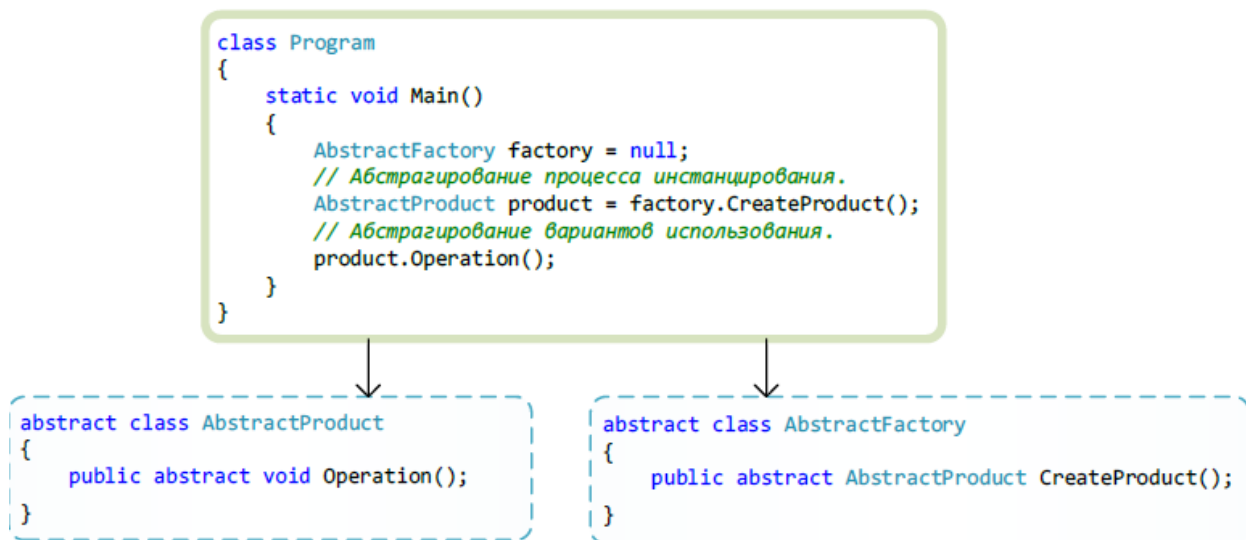 class Program
{
    static void Main()
    {
        AbstractFactory factory = null;
        // Абстрагирование процесса инстанцирования.
        AbstractProduct product = factory.CreateProduct();
        // Абстрагирование вариантов использования.
        product.Operation();
    }
}
abstract class AbstractProduct
{
    public abstract void Operation();
}
abstract class AbstractFactory
{
    public abstract AbstractProduct CreateProduct();
}